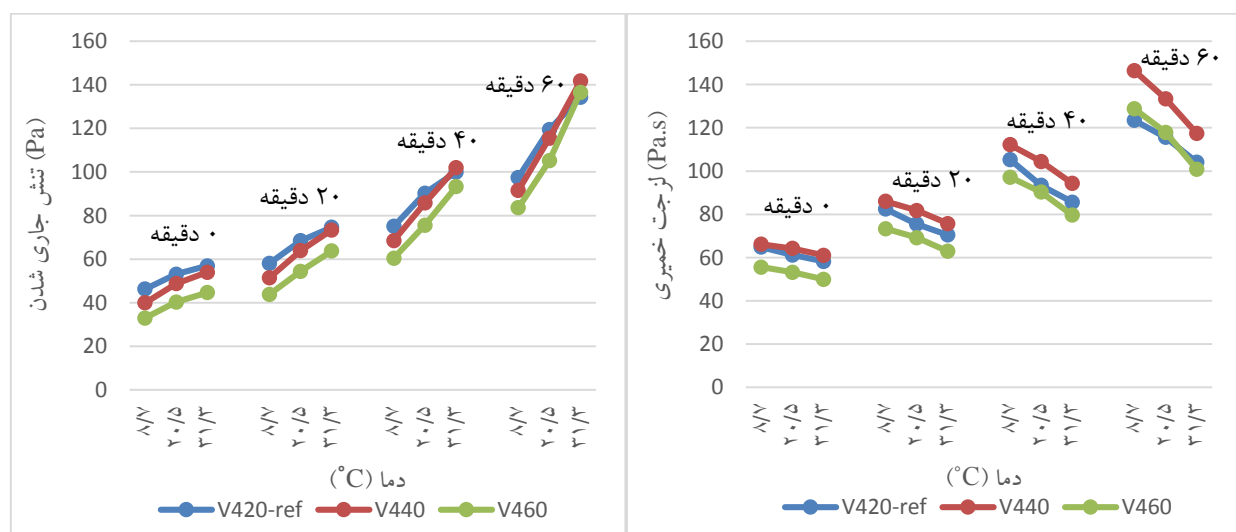 160
140
120
100
80
60
40
20
0
تنش جاری شدن (Pa)
۰ دقیقه
۲۰ دقیقه
۴۰ دقیقه
۶۰ دقیقه
۸/۷ ۲۰/۵ ۳۱/۳ ۸/۷ ۲۰/۵ ۳۱/۳ ۸/۷ ۲۰/۵ ۳۱/۳ ۸/۷ ۲۰/۵ ۳۱/۳
دما (°C)
V420-ref V440 V460
160
140
120
100
80
60
40
20
0
لزجت خمیری (Pa.s)
۰ دقیقه
۲۰ دقیقه
۴۰ دقیقه
۶۰ دقیقه
۸/۷ ۲۰/۵ ۳۱/۳ ۸/۷ ۲۰/۵ ۳۱/۳ ۸/۷ ۲۰/۵ ۳۱/۳ ۸/۷ ۲۰/۵ ۳۱/۳
دما (°C)
V420-ref V440 V460